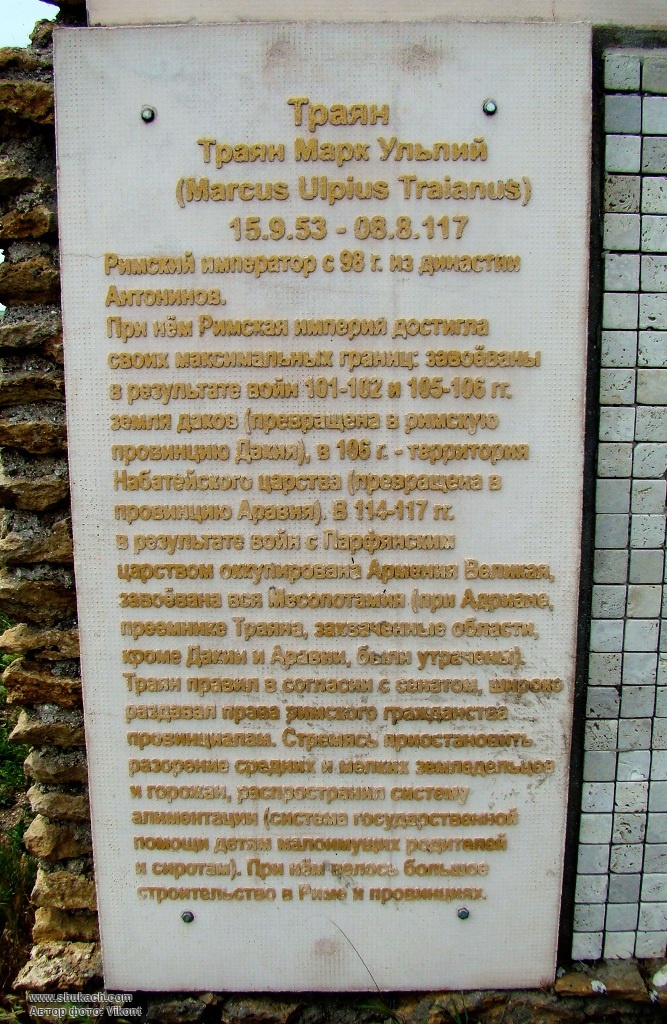 Траян
Траян Марк Ульпий
(Marcus Ulpius Traianus)
15.9.53 - 08.8.117
Римский император с 98 г. из династии
Антонинов.
При нём Римская империя достигла
своих максимальных границ: завоёваны
в результате войн 101-102 и 105-106 гг.
земля даков (превращена в римскую
провинцию Дакия), в 106 г. - территория
Набатейского царства (превращена в
провинцию Аравия). В 114-117 гг.
в результате войн с Парфянским
царством оккупирована Армения Великая,
завоёвана вся Месопотамия (при Адриане,
преемнике Траяна, захваченные области,
кроме Дакии и Аравии, были утрачены).
Траян правил в согласии с сенатом, широко
раздавал права римского гражданства
провинциалам. Стремясь приостановить
разорение средних и мелких земледельцев
и горожан, распространил систему
алиментации (система государственной
помощи детям малоимущих родителей
и сиротам). При нём велось большое
строительство в Риме и провинциях.
www.shukach.com
Автор фото: Vikont